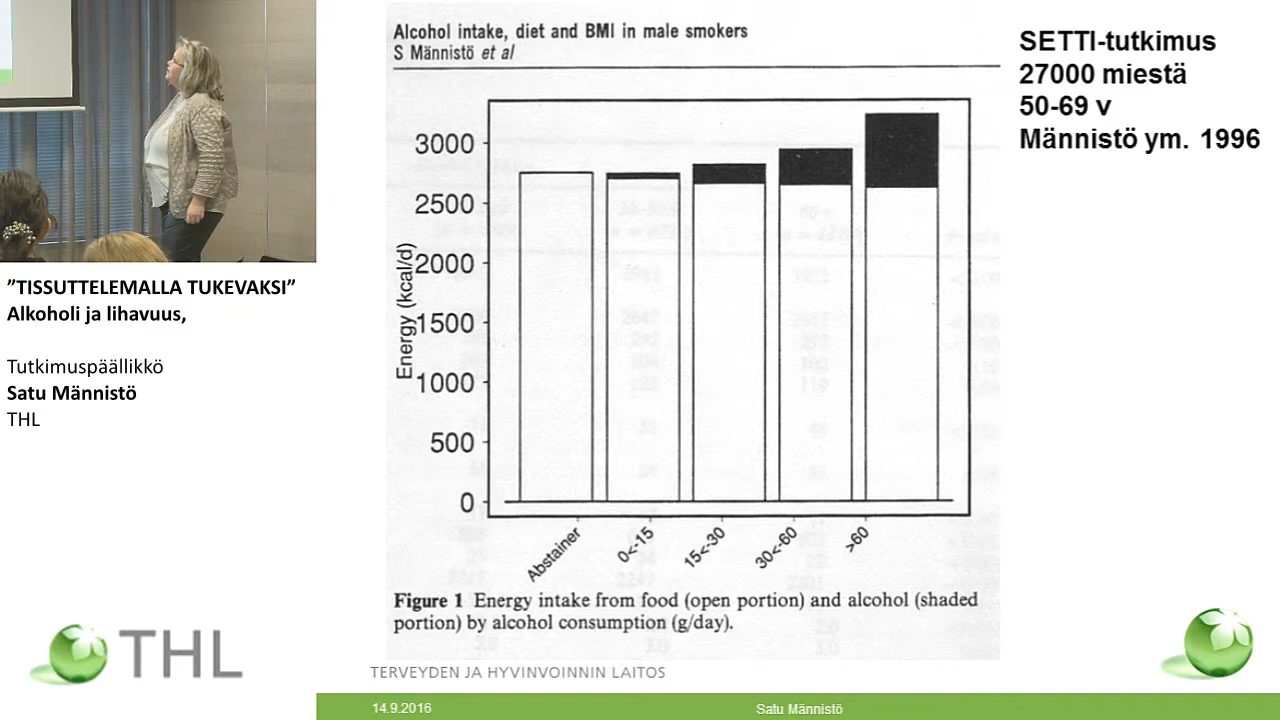 Alcohol intake, diet and BMI in male smokers
S Männistö et al
SETTI-tutkimus
27000 miestä
50-69 v
Männistö ym. 1996
Energy (kcal/d)
3000
2500
2000
1500
1000
500
0
Abstainer
0<-15
15<-30
30<-60
>60
Figure 1 Energy intake from food (open portion) and alcohol (shaded
portion) by alcohol consumption (g/day).
”TISSUTTELEMALLA TUKEVAKSI”
Alkoholi ja lihavuus,
Tutkimuspäällikkö
Satu Männistö
THL
THL
TERVEYDEN JA HYVINVOINNIN LAITOS
14.9.2016
Satu Männistö